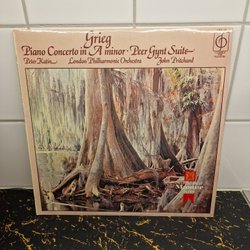 Grieg
Piano Concerto in A minor · Peer Gynt Suite
Peter Katin London Philharmonic Orchestra John Pritchard